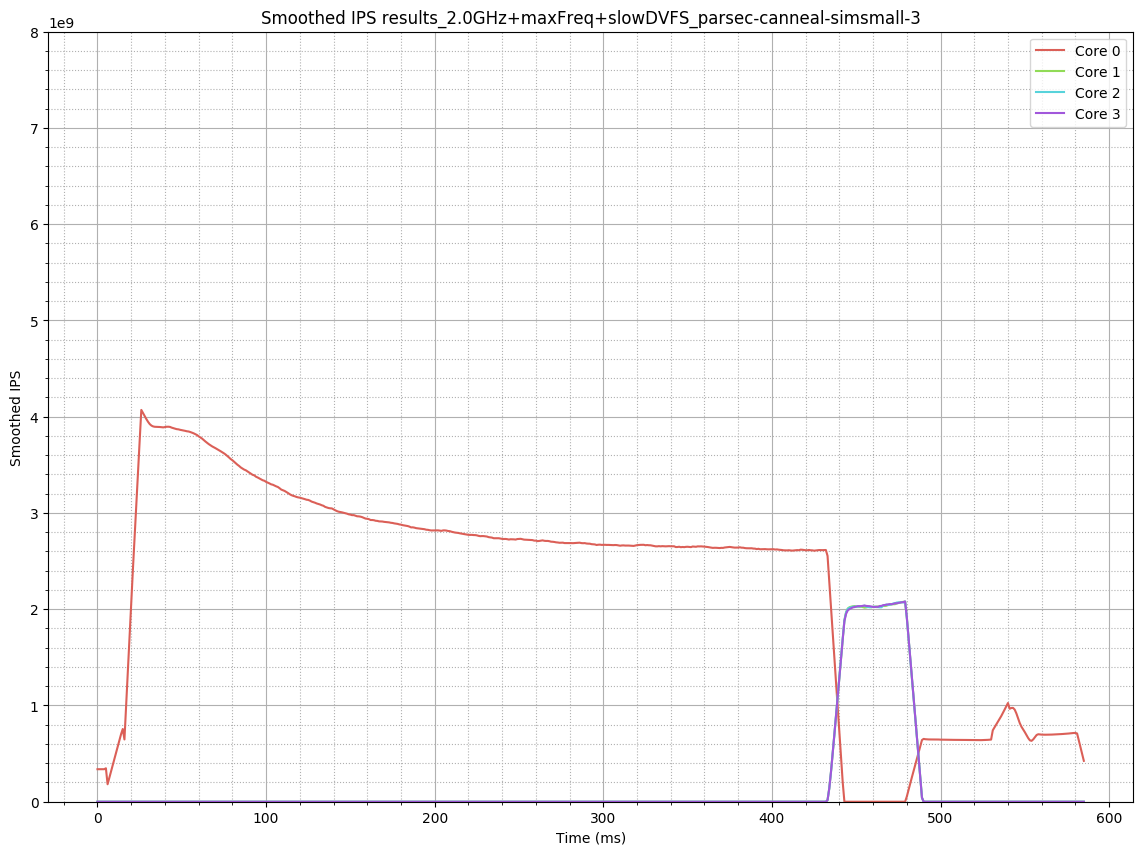 Smoothed IPS results_2.0GHz+maxFreq+slowDVFS_parsec-canneal-simsmall-3
1e9
8
7
6
5
4
3
2
1
0
Smoothed IPS
Core 0
Core 1
Core 2
Core 3
0 100 200 300 400 500 600
Time (ms)